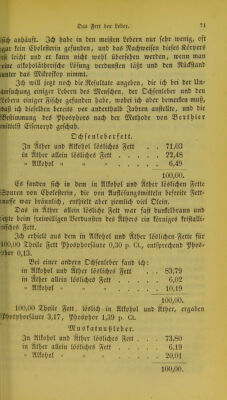 Das Fett der Leber. 71
fisch anhäuft. Ich habe in den meisten Lebern nur sehr wenig, oft
gar kein Cholesterin gefunden, und das Nachweisen dieses Körpers
ist leicht und er kann nicht wohl übersehen werden, wenn man
eine alkoholätherische Lösung verdunsten läßt und den Rückstand
unter das Mikroskop nimmt.
Ich will jetzt noch die Resultate angeben, die ich bei der Un-
tersuchung einiger Lebern des Menschen, der Ochsenleber und den
Lebern einiger Fische gefunden habe, wobei ich aber bemerken muß,
daß ich dieselben bereits vor anderthalb Jahren anstellte, und die
Bestimmung des Phosphors nach der Methode von Berthier
mittelst Eisenoxyd geschah.
Ochsenleberfett.
In Äther und Alkohol lösliches Fett . . . 71,03
in Äther allein lösliches Fett . . . 22,48
„ Alkohol „ „ „ . . . 6,49
100,00.
Es fanden sich in dem in Alkohol und Äther löslichen Fette
Spuren von Cholesterin, die von Auflösungsmitteln befreite Fett-
masse war bräunlich, enthielt aber ziemlich viel Olein.
Das in Äther allein lösliche Fett war fast dunkelbraun und
zeigte beim freiwilligen Verdunsten des Äthers ein körniges kristalli-
nisches Fett.
Ich erhielt aus dem in Alkohol und Äther löslichen Fette für
100,00 Theile Fett Phosphorsäure 0,30 p. Ct., entsprechend Phos-
phor 0,13.
Bei einer andern Ochsenleber fand ich:
in Alkohol und Äther lösliches Fett . . . 83,79
in Äther allein lösliches Fett . . . 6,02
„ Alkohol „ „ „ . . . 10,19
100,00.
100,00 Theile Fett, löslich in Alkohol und Äther, ergaben
Phosphorsäure 3,17, Phosphor 1,39 p. Ct.
Muskatnußleber.
In Alkohol und Äther lösliches Fett . . . 73,80
in Äther allein lösliches Fett . . . 6,19
„ Alkohol „ „ „ . . . 20,01
100,00.